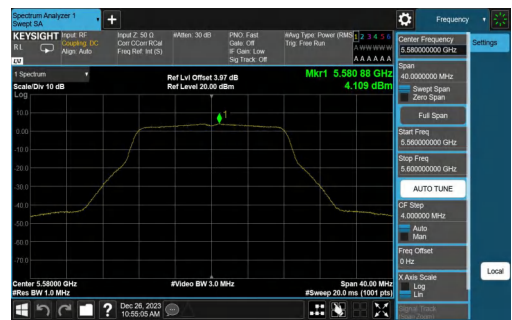 Spectrum Analyzer 1
Swept SA
Frequency
KEYSIGHT
RL
Input: RF
Coupling: DC
Align: Auto
Input Z: 50 Ω
Corr CCorr RCal
Freq Ref: Int (S)
#Atten: 30 dB
PNO: Fast
Gate: Off
IF Gain: Low
Sig Track: Off
#Avg Type: Power (RMS)
Trig: Free Run
1 2 3 4 5 6
A W W W W W
A A A A A A
LW
1 Spectrum
Scale/Div 10 dB
Log
Ref Lvl Offset 3.97 dB
Ref Level 20.00 dBm
Mkr1 5.580 88 GHz
4.109 dBm
1
10.0
0.00
-10.0
-20.0
-30.0
-40.0
-50.0
-60.0
-70.0
Center 5.58000 GHz
#Res BW 1.0 MHz
#Video BW 3.0 MHz
Span 40.00 MHz
#Sweep 20.0 ms (1001 pts)
Center Frequency
5.580000000 GHz
Settings
Span
40.0000000 MHz
Swept Span
Zero Span
Full Span
Start Freq
5.560000000 GHz
Stop Freq
5.600000000 GHz
AUTO TUNE
CF Step
4.000000 MHz
Auto
Man
Freq Offset
0 Hz
X Axis Scale
Log
Lin
Local
Signal Track
(Span Zoom)
?
Dec 26, 2023
10:55:05 AM